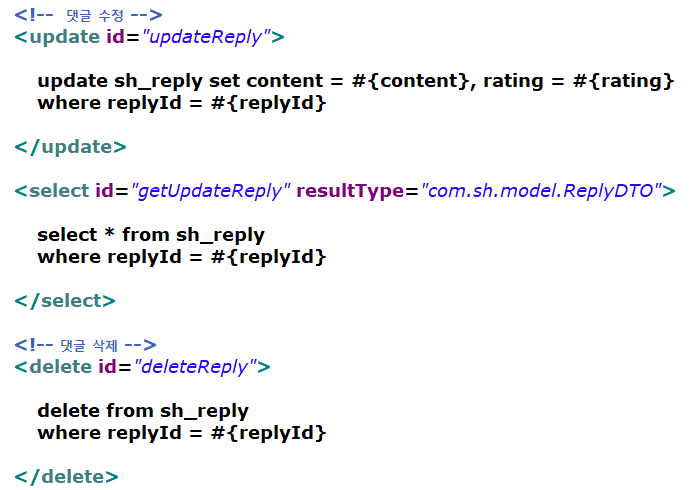 <!--  댓글 수정 -->
<update id="updateReply">
update sh_reply set content = #{content}, rating = #{rating}
where replyId = #{replyId}
</update>
<select id="getUpdateReply" resultType="com.sh.model.ReplyDTO">
select * from sh_reply
where replyId = #{replyId}
</select>
<!-- 댓글 삭제 -->
<delete id="deleteReply">
delete from sh_reply
where replyId = #{replyId}
</delete>